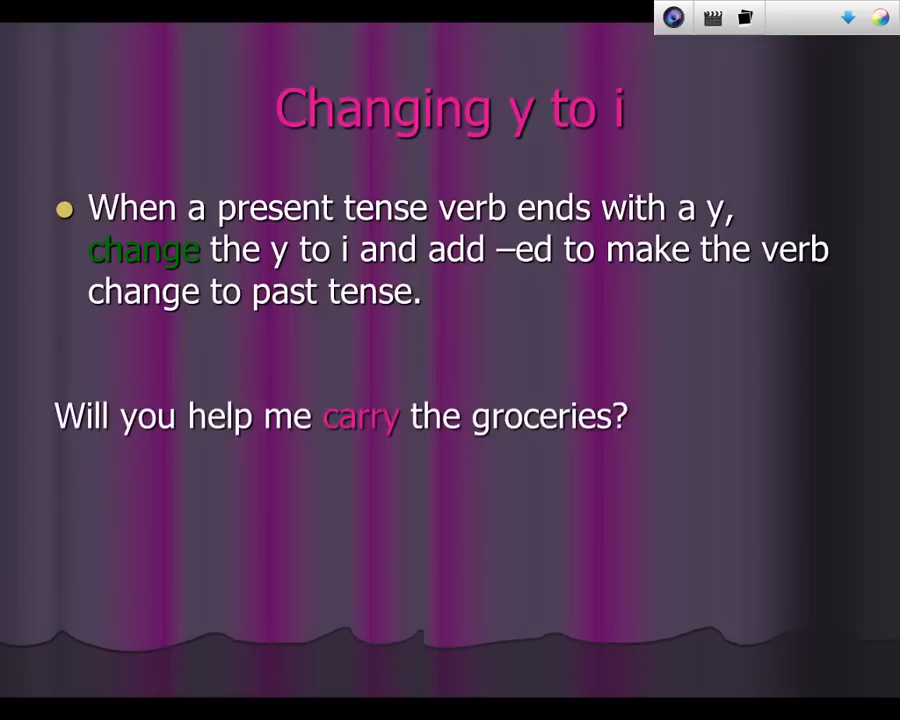 Changing y to i
When a present tense verb ends with a y,
change the y to i and add –ed to make the verb
change to past tense.
Will you help me carry the groceries?